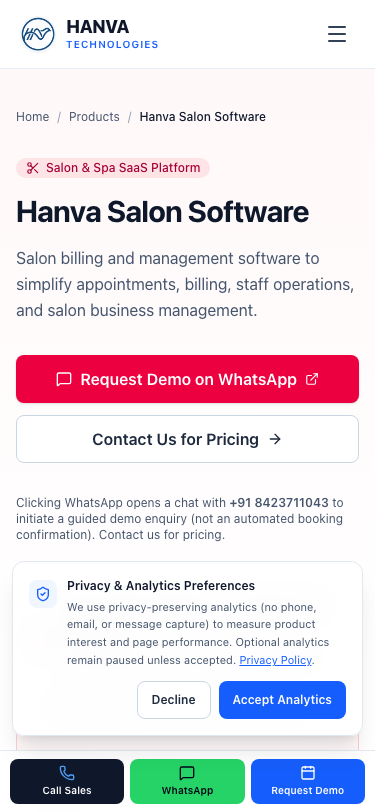 HANVA
TECHNOLOGIES
Home / Products / Hanva Salon Software
Salon & Spa SaaS Platform
Hanva Salon Software
Salon billing and management software to
simplify appointments, billing, staff operations,
and salon business management.
Request Demo on WhatsApp
Contact Us for Pricing
Clicking WhatsApp opens a chat with +91 8423711043 to
initiate a guided demo enquiry (not an automated booking
confirmation). Contact us for pricing.
Privacy & Analytics Preferences
We use privacy-preserving analytics (no phone,
email, or message capture) to measure product
interest and page performance. Optional analytics
remain paused unless accepted. Privacy Policy.
Decline
Accept Analytics
Call Sales
WhatsApp
Request Demo